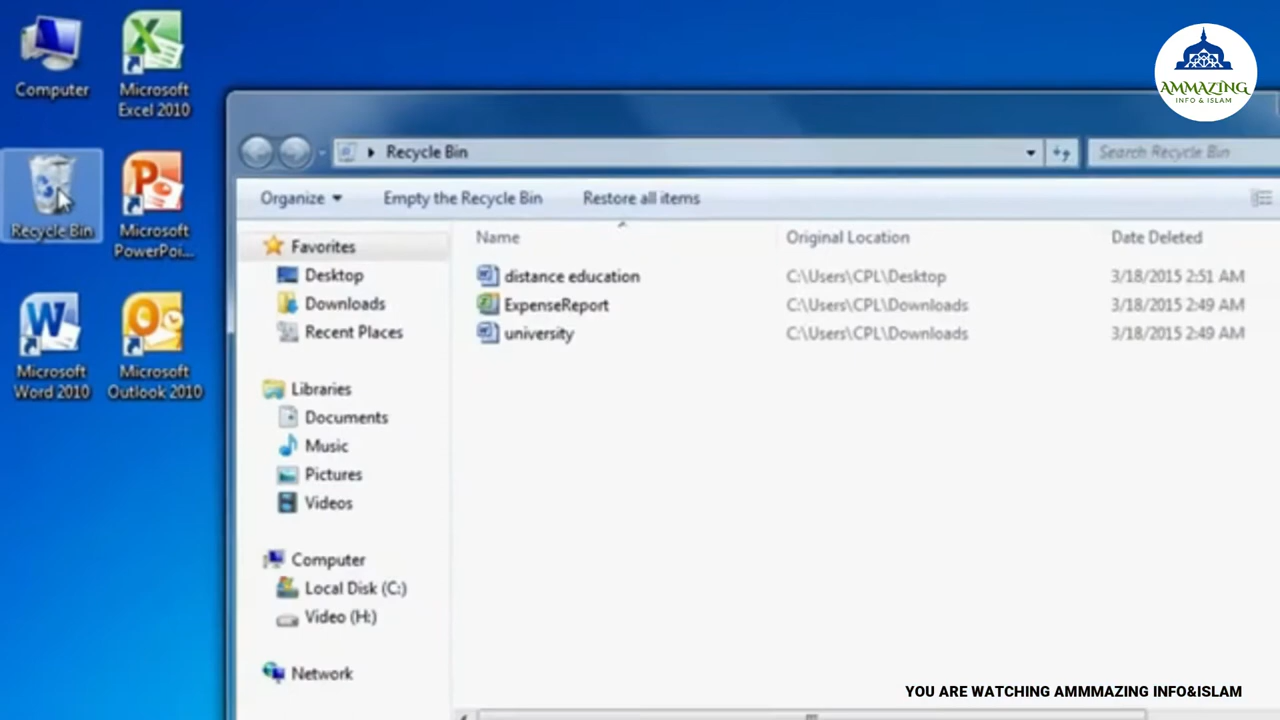 Computer
Microsoft
Excel 2010
Recycle Bin
Microsoft
PowerPoi...
Microsoft
Word 2010
Microsoft
Outlook 2010
Recycle Bin
Search Recycle Bin
Organize
Empty the Recycle Bin
Restore all items
Favorites
Desktop
Downloads
Recent Places
Libraries
Documents
Music
Pictures
Videos
Computer
Local Disk (C:)
Video (H:)
Network
Name Original Location Date Deleted
distance education C:\Users\CPL\Desktop 3/18/2015 2:51 AM
ExpenseReport C:\Users\CPL\Downloads 3/18/2015 2:49 AM
university C:\Users\CPL\Downloads 3/18/2015 2:49 AM
AMMAZING
INFO & ISLAM
YOU ARE WATCHING AMMMAZING INFO&ISLAM